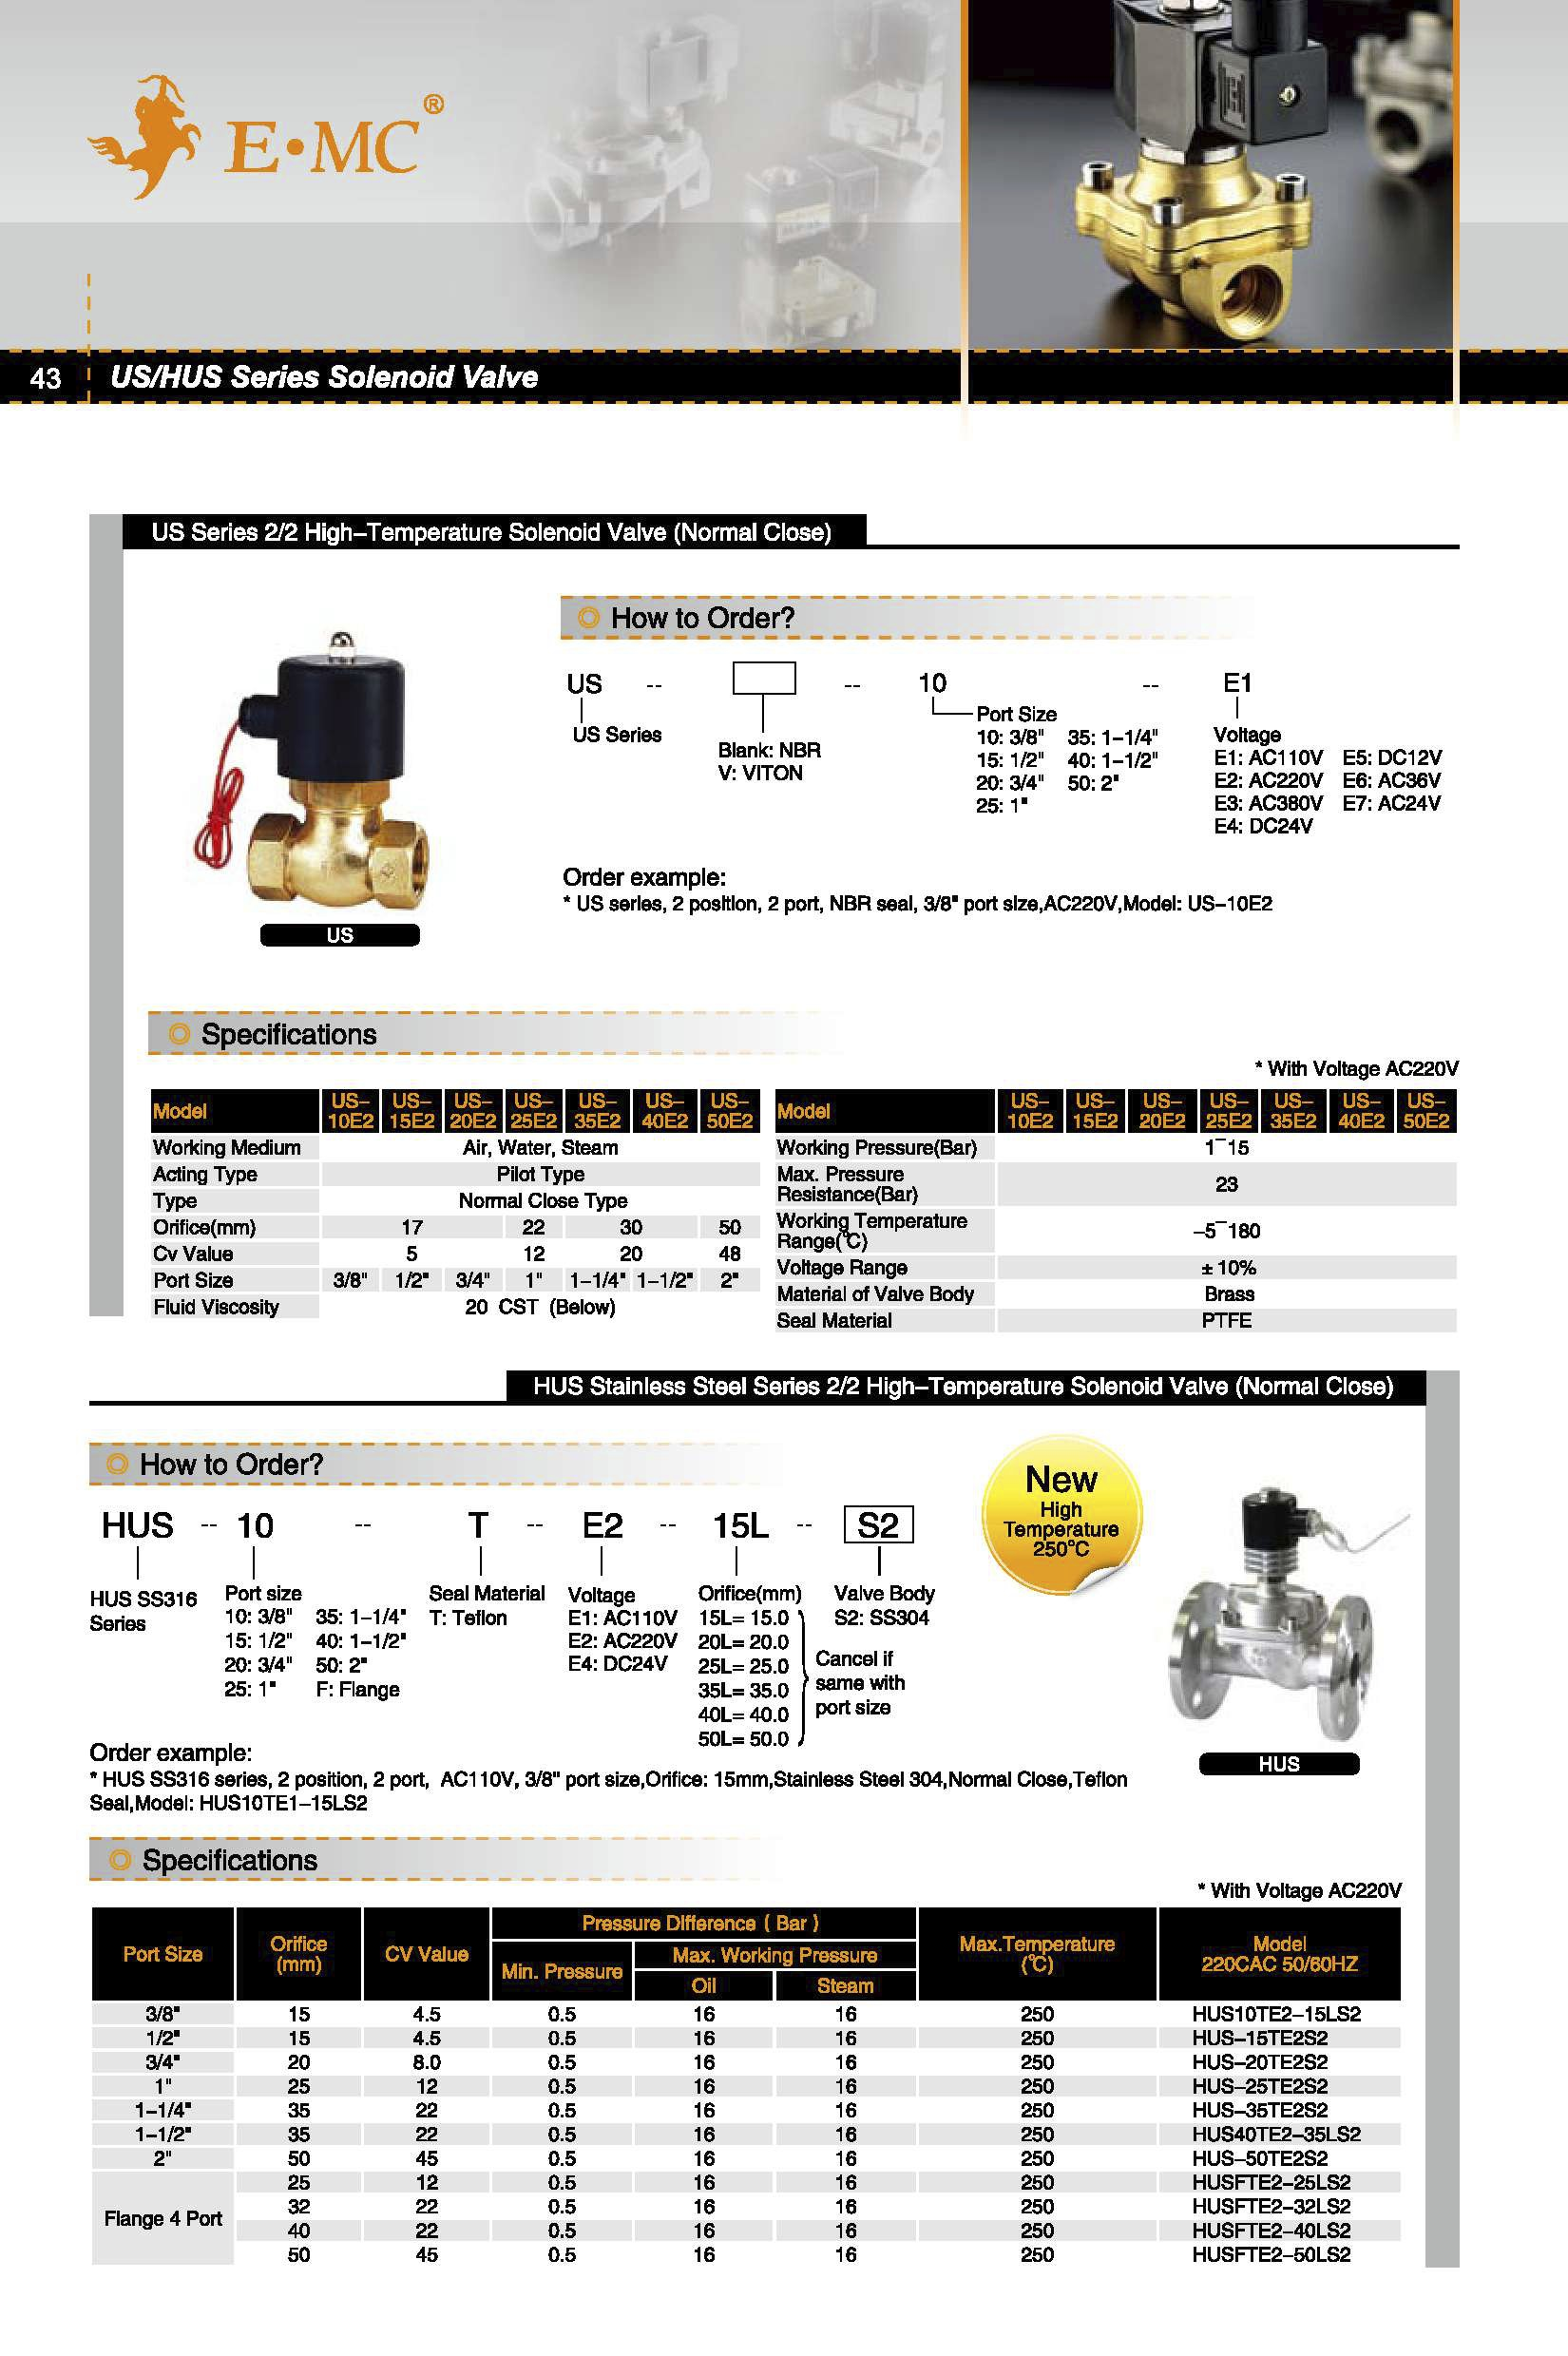 E•MC®
43 US/HUS Series Solenoid Valve
US Series 2/2 High-Temperature Solenoid Valve (Normal Close)
How to Order?
US -- -- 10 -- E1
US Series
Blank: NBR
V: VITON
Port Size
10: 3/8" 35: 1-1/4"
15: 1/2" 40: 1-1/2"
20: 3/4" 50: 2"
25: 1"
Voltage
E1: AC110V E5: DC12V
E2: AC220V E6: AC36V
E3: AC380V E7: AC24V
E4: DC24V
Order example:
* US series, 2 position, 2 port, NBR seal, 3/8" port size,AC220V,Model: US-10E2
US
Specifications
* With Voltage AC220V
Model US-10E2 US-15E2 US-20E2 US-25E2 US-35E2 US-40E2 US-50E2
Working Medium Air, Water, Steam
Acting Type Pilot Type
Type Normal Close Type
Orifice(mm) 17 22 30 50
Cv Value 5 12 20 48
Port Size 3/8" 1/2" 3/4" 1" 1-1/4" 1-1/2" 2"
Fluid Viscosity 20 CST (Below)
Model US-10E2 US-15E2 US-20E2 US-25E2 US-35E2 US-40E2 US-50E2
Working Pressure(Bar) 1‾15
Max. Pressure Resistance(Bar) 23
Working Temperature Range(℃) -5‾180
Voltage Range ± 10%
Material of Valve Body Brass
Seal Material PTFE
HUS Stainless Steel Series 2/2 High-Temperature Solenoid Valve (Normal Close)
How to Order?
HUS -- 10 -- T -- E2 -- 15L -- S2
HUS SS316
Series
Port size
10: 3/8" 35: 1-1/4"
15: 1/2" 40: 1-1/2"
20: 3/4" 50: 2"
25: 1" F: Flange
Seal Material
T: Teflon
Voltage
E1: AC110V
E2: AC220V
E4: DC24V
Orifice(mm)
15L= 15.0
20L= 20.0
25L= 25.0
35L= 35.0
40L= 40.0
50L= 50.0
Cancel if
same with
port size
Valve Body
S2: SS304
New
High
Temperature
250°C
HUS
Order example:
* HUS SS316 series, 2 position, 2 port, AC110V, 3/8" port size,Orifice: 15mm,Stainless Steel 304,Normal Close,Teflon
Seal,Model: HUS10TE1-15LS2
Specifications
* With Voltage AC220V
Port Size Orifice (mm) CV Value Pressure Difference ( Bar ) Max.Temperature (℃) Model 220CAC 50/60HZ
Min. Pressure Max. Working Pressure
Oil Steam
3/8" 15 4.5 0.5 16 16 250 HUS10TE2-15LS2
1/2" 15 4.5 0.5 16 16 250 HUS-15TE2S2
3/4" 20 8.0 0.5 16 16 250 HUS-20TE2S2
1" 25 12 0.5 16 16 250 HUS-25TE2S2
1-1/4" 35 22 0.5 16 16 250 HUS-35TE2S2
1-1/2" 35 22 0.5 16 16 250 HUS40TE2-35LS2
2" 50 45 0.5 16 16 250 HUS-50TE2S2
Flange 4 Port 25 12 0.5 16 16 250 HUSFTE2-25LS2
32 22 0.5 16 16 250 HUSFTE2-32LS2
40 22 0.5 16 16 250 HUSFTE2-40LS2
50 45 0.5 16 16 250 HUSFTE2-50LS2